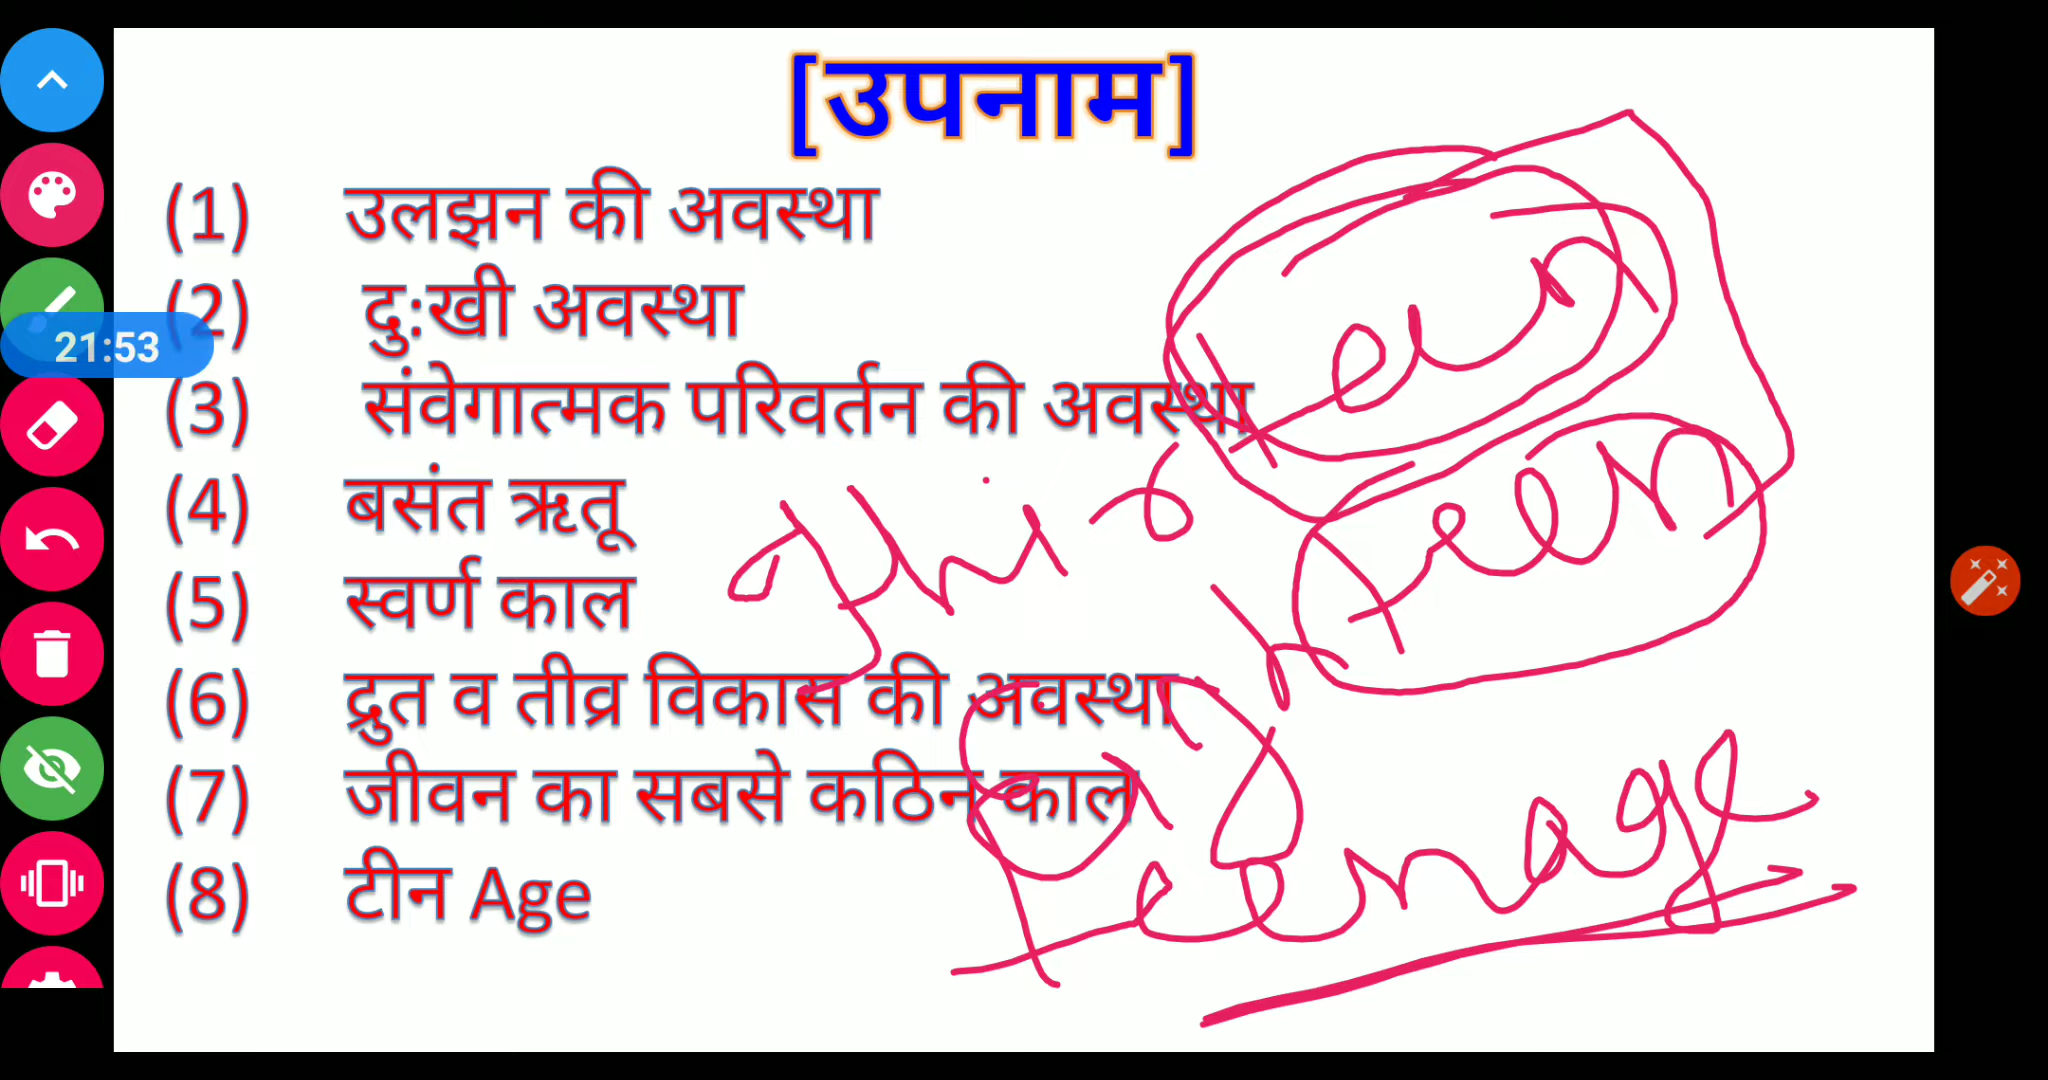 [उपनाम]
(1) उलझन की अवस्था
(2) दु:खी अवस्था
21:53
(3) संवेगात्मक परिवर्तन की अवस्था
(4) बसंत ऋतू
(5) स्वर्ण काल
(6) द्रुत व तीव्र विकास की अवस्था
(7) जीवन का सबसे कठिन काल
(8) टीन Age
teen
Thirteen
Teenage